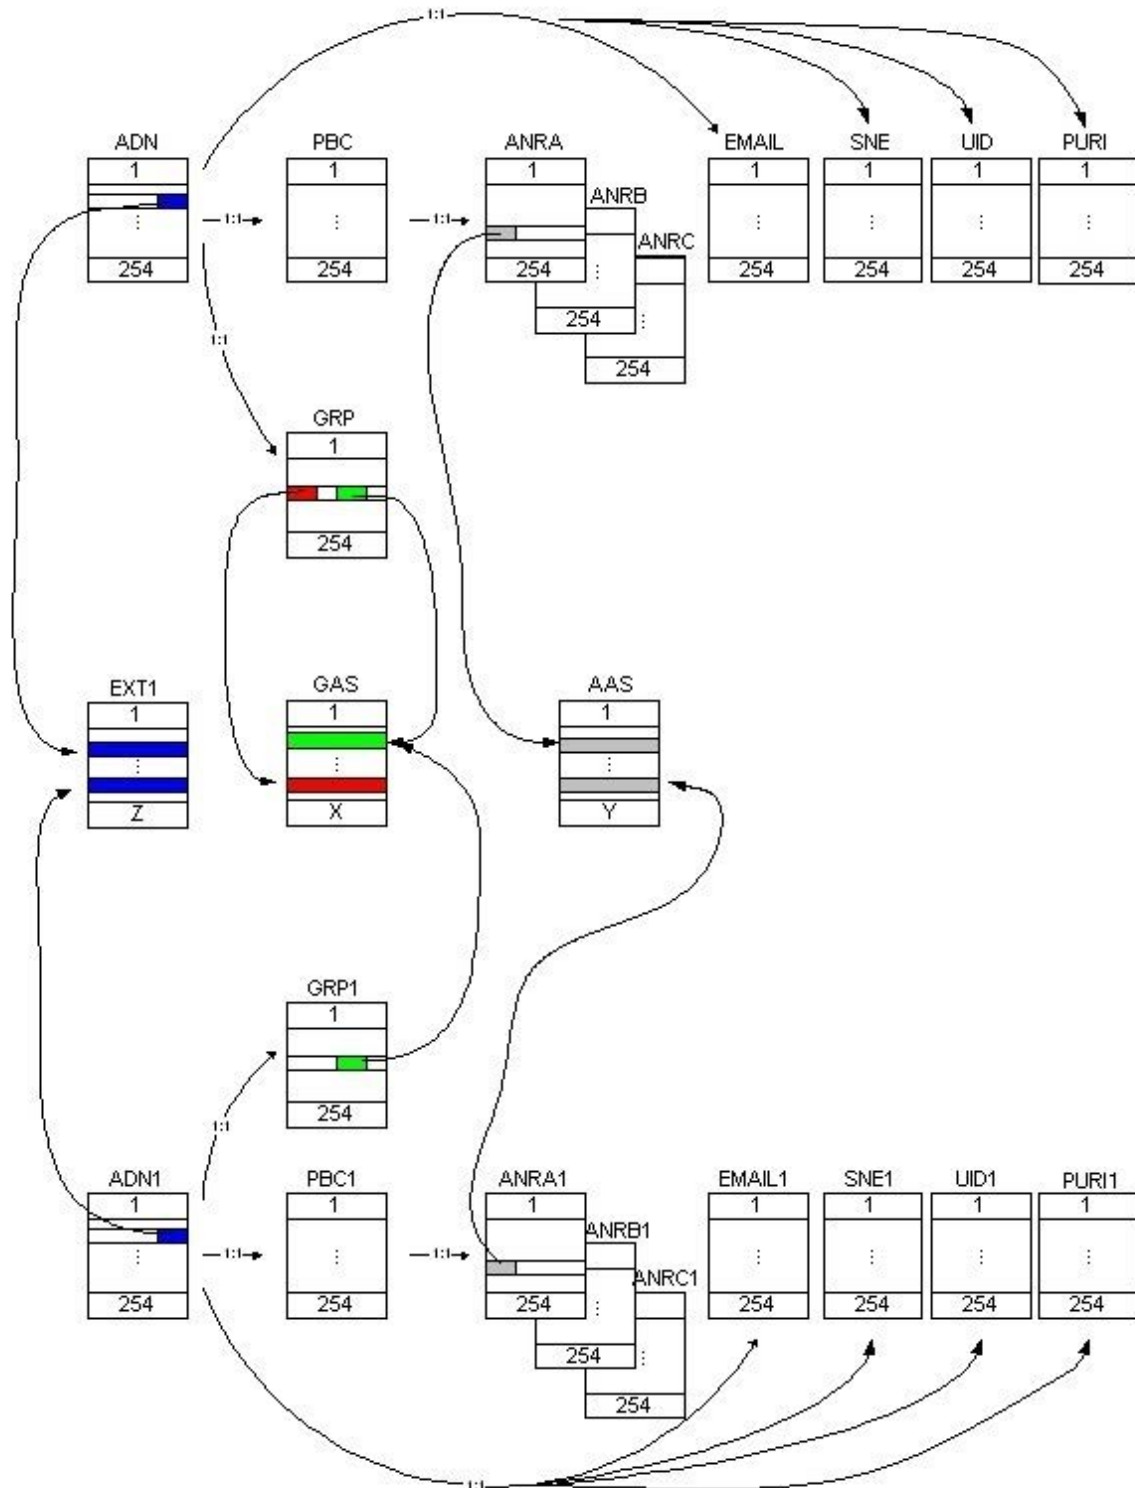 1:1
ADN PBC ANRA EMAIL SNE UID PURI
1 1 1 1 1 1 1
ANRB
1:1 1:1
⋮ ⋮ ⋮ ⋮ ⋮ ⋮
ANRC
254 254 254 254 254 254 254
⋮
254 ⋮
1:1
254
GRP
1
254
EXT1 GAS AAS
1 1 1
⋮ ⋮ ⋮
Z X Y
GRP1
1
254
1:1
ADN1 PBC1 ANRA1 EMAIL1 SNE1 UID1 PURI1
1 1 1 1 1 1 1
ANRB1
1:1 1:1
⋮ ⋮ ⋮ ⋮ ⋮ ⋮
ANRC1
254 254 254 254 254 254 254
⋮
254 ⋮
254
1:1